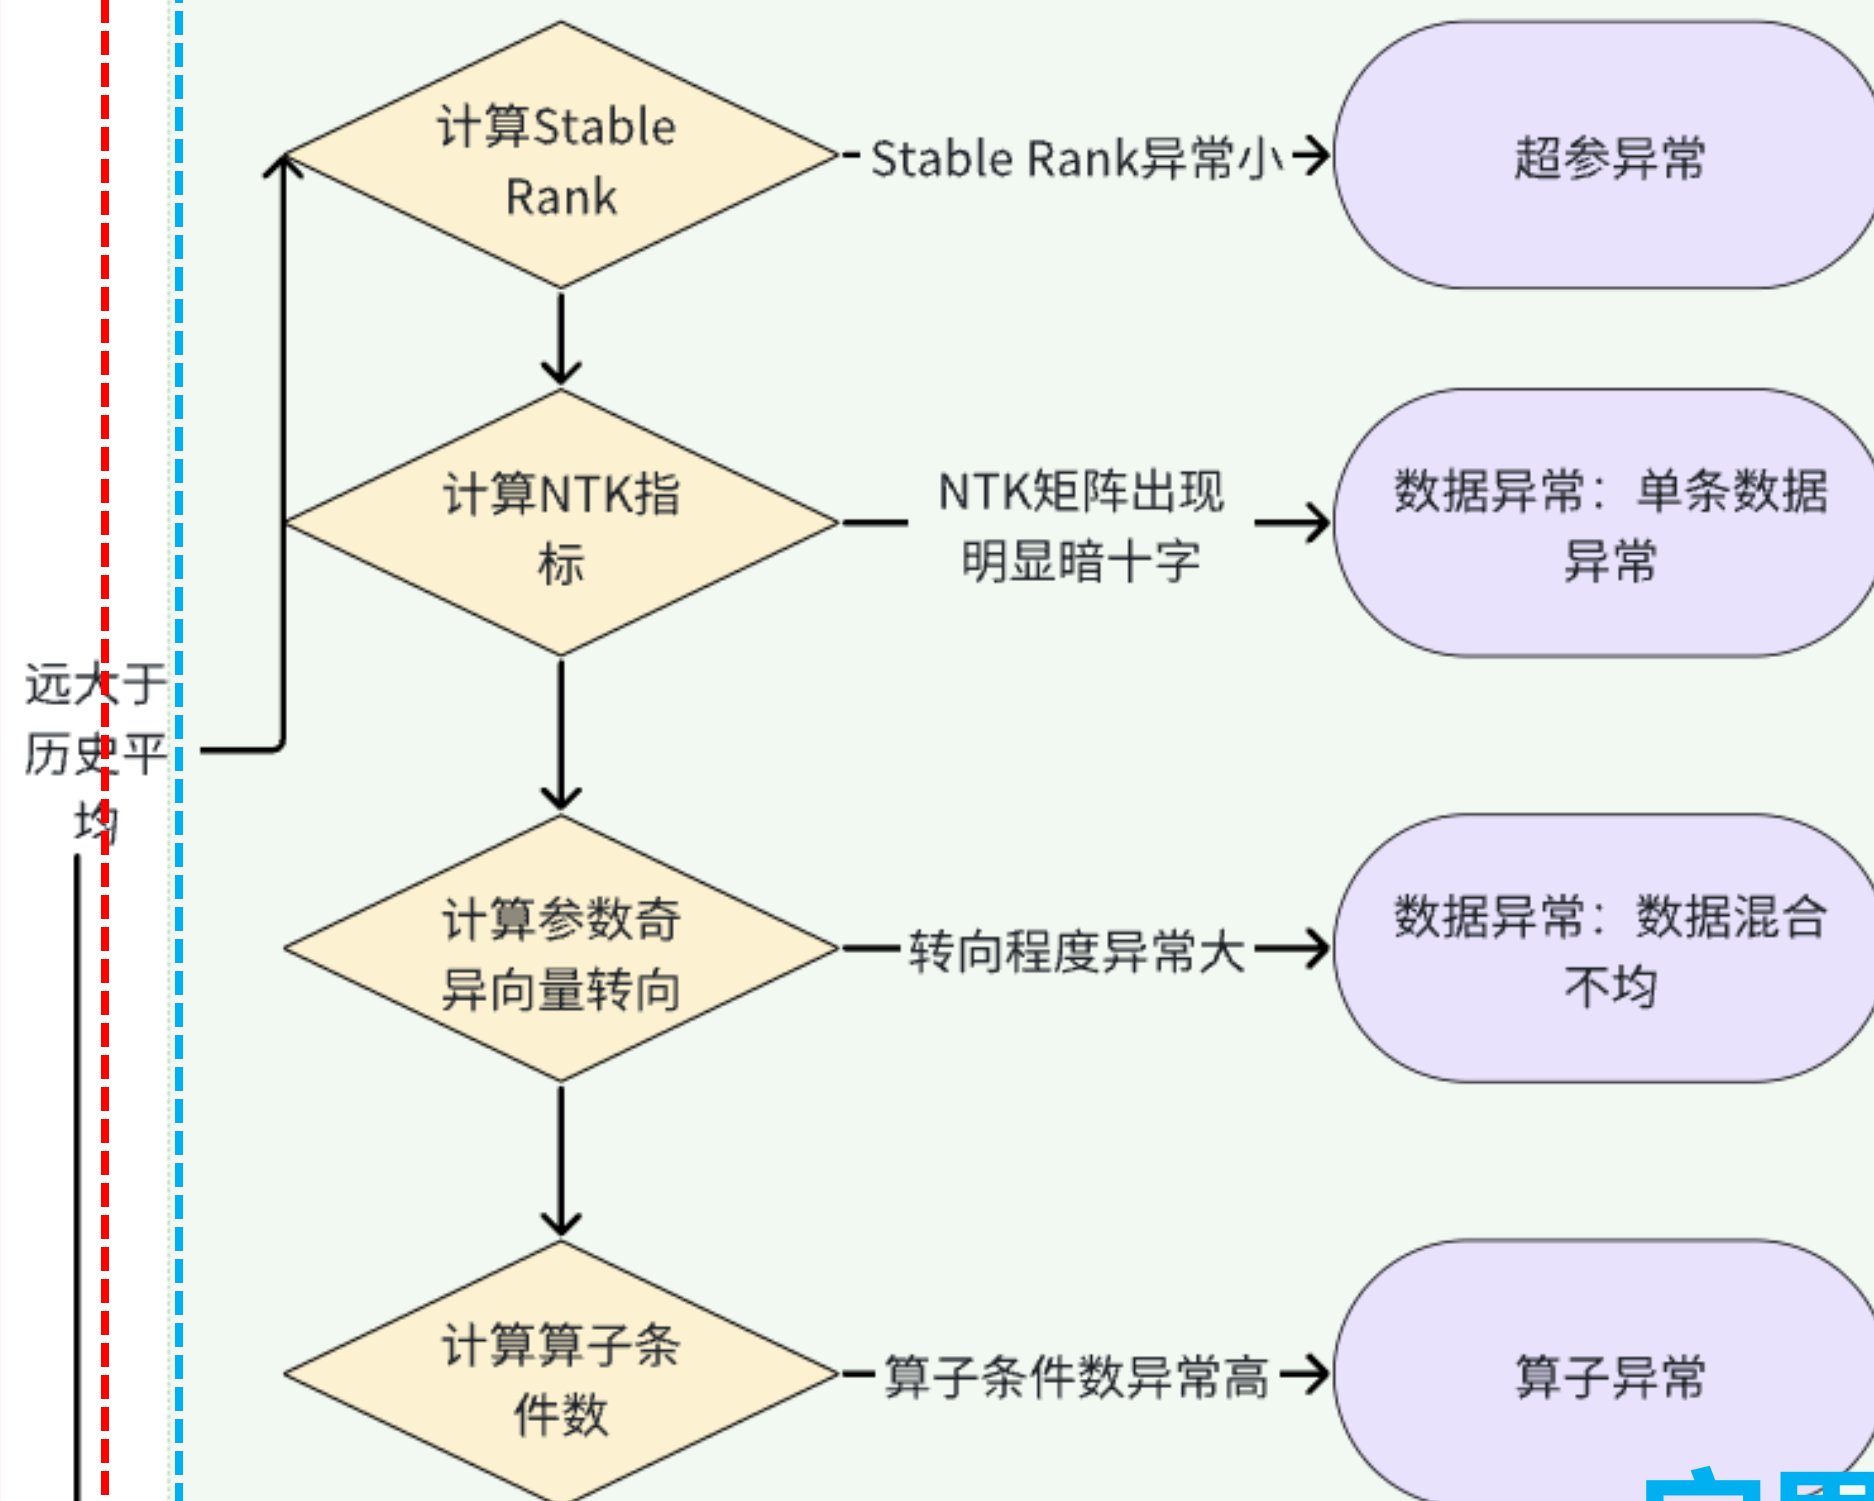 计算Stable
Rank
Stable Rank异常小
超参异常
计算NTK指
标
NTK矩阵出现
明显暗十字
数据异常：单条数据
异常
远大于
历史平
均
计算参数奇
异向量转向
转向程度异常大
数据异常：数据混合
不均
计算算子条
件数
算子条件数异常高
算子异常